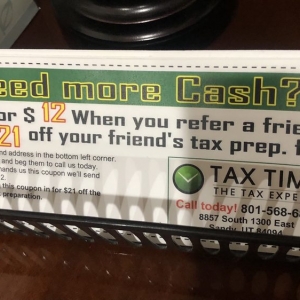 eed more Cash?
or $ 12 When you refer a frie
21 off your friend's tax prep. f
nd address in the bottom left corner.
and beg them to call us today.
hands us this coupon we'll send
2.
this coupon in for $21 off the
preparation.
TAX TIM
THE TAX EXPE
Call today! 801-568-6
8857 South 1300 East
Sandy, UT 84094